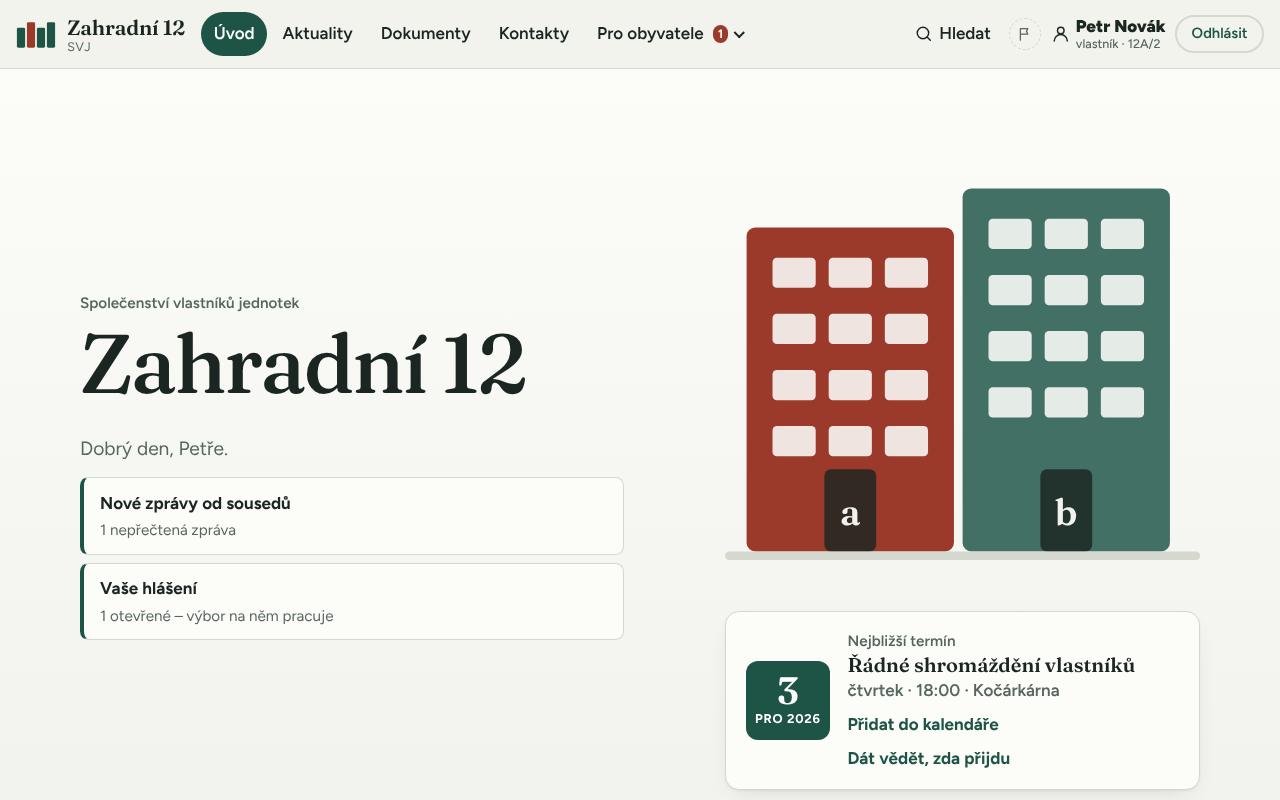 Zahradní 12
SVJ
Úvod
Aktuality
Dokumenty
Kontakty
Pro obyvatele 1
Hledat
Petr Novák
vlastník · 12A/2
Odhlásit
Společenství vlastníků jednotek
Zahradní 12
Dobrý den, Petře.
Nové zprávy od sousedů
1 nepřečtená zpráva
Vaše hlášení
1 otevřené – výbor na něm pracuje
a
b
Nejbližší termín
Řádné shromáždění vlastníků
čtvrtek · 18:00 · Kočárkárna
3
PRO 2026
Přidat do kalendáře
Dát vědět, zda přijdu